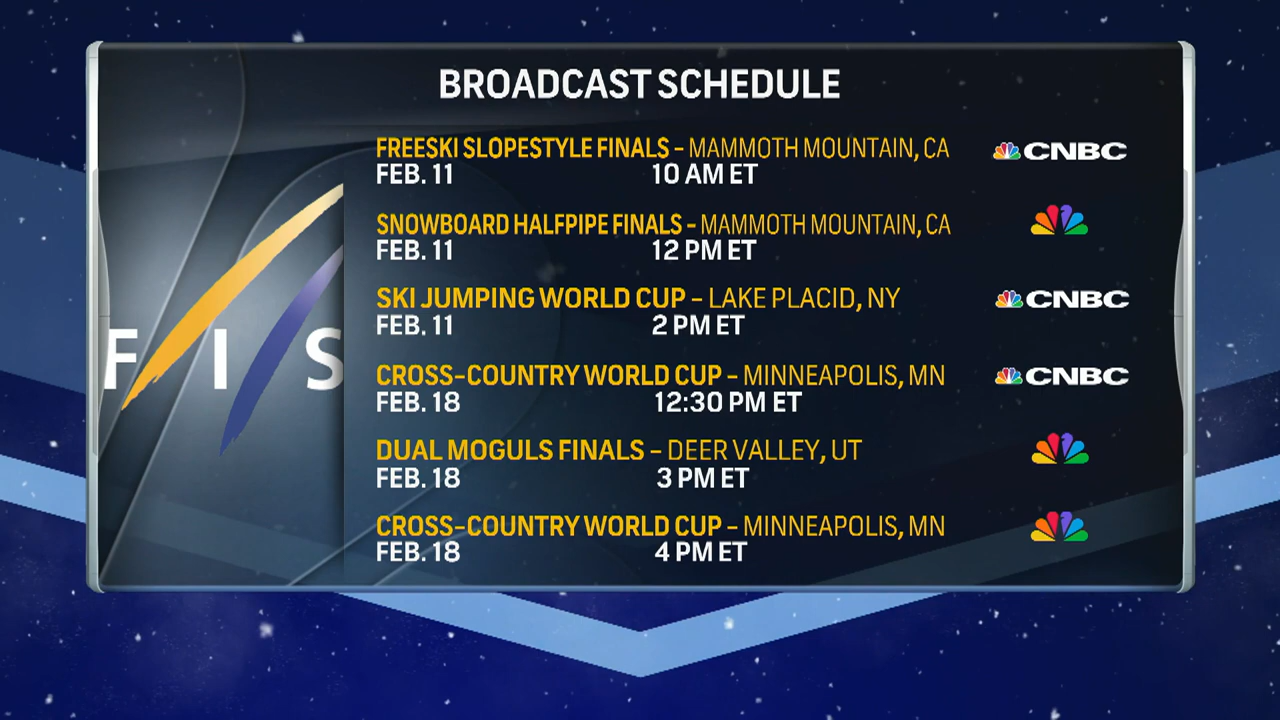 BROADCAST SCHEDULE
FREESKI SLOPESTYLE FINALS – MAMMOTH MOUNTAIN, CA
FEB. 11 10 AM ET
CNBC
SNOWBOARD HALFPIPE FINALS – MAMMOTH MOUNTAIN, CA
FEB. 11 12 PM ET
SKI JUMPING WORLD CUP – LAKE PLACID, NY
FEB. 11 2 PM ET
CNBC
CROSS-COUNTRY WORLD CUP – MINNEAPOLIS, MN
FEB. 18 12:30 PM ET
CNBC
DUAL MOGULS FINALS – DEER VALLEY, UT
FEB. 18 3 PM ET
CROSS-COUNTRY WORLD CUP – MINNEAPOLIS, MN
FEB. 18 4 PM ET
FIS